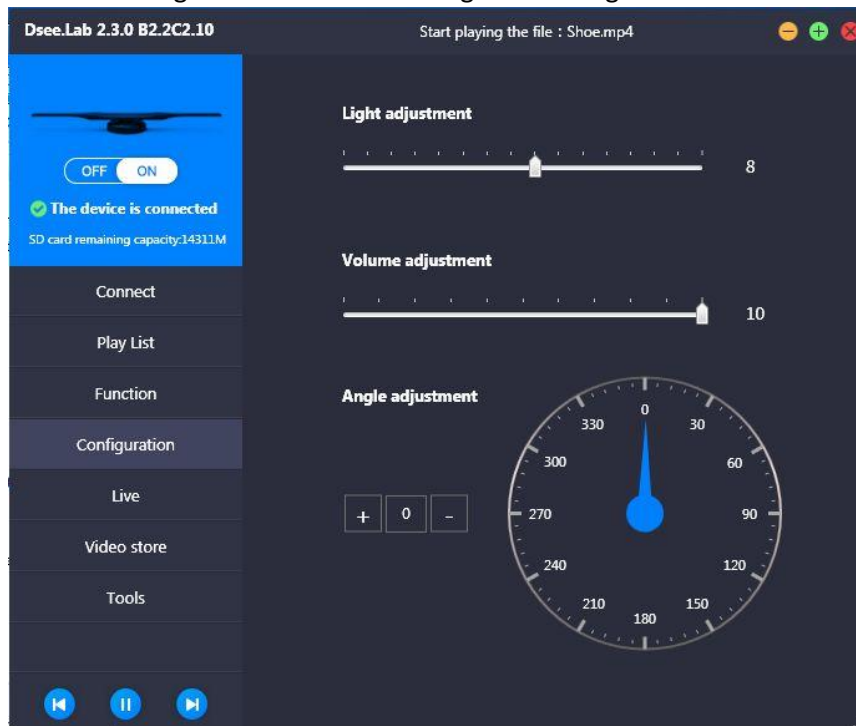 Dsee.Lab 2.3.0 B2.2C2.10
Start playing the file : Shoe.mp4
OFF ON
The device is connected
SD card remaining capacity:14311M
Connect
Play List
Function
Configuration
Live
Video store
Tools
Light adjustment
8
Volume adjustment
10
Angle adjustment
+ 0 -
0
30
60
90
120
150
180
210
240
270
300
330